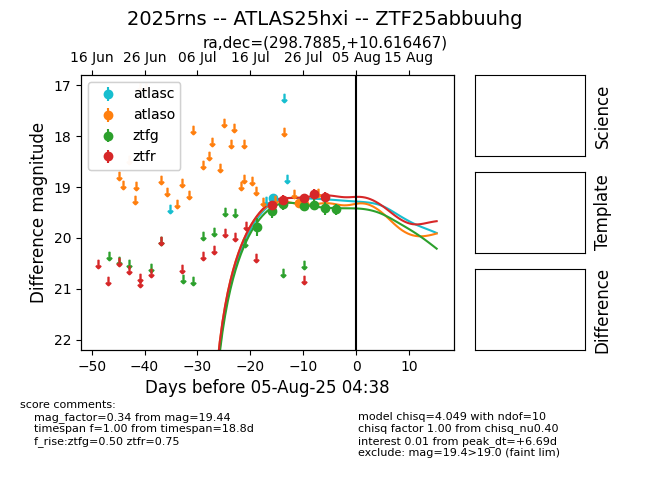 2025rns -- ATLAS25hxi -- ZTF25abbuuhg
ra,dec=(298.7885,+10.616467)
16 Jun 26 Jun 06 Jul 16 Jul 26 Jul 05 Aug 15 Aug
17
18
19
20
21
22
Difference magnitude
atlasc
atlaso
ztfg
ztfr
Science
Template
Difference
−50 −40 −30 −20 −10 0 10
Days before 05-Aug-25 04:38
score comments:
mag_factor=0.34 from mag=19.44
timespan f=1.00 from timespan=18.8d
f_rise:ztfg=0.50 ztfr=0.75
model chisq=4.049 with ndof=10
chisq factor 1.00 from chisq_nu0.40
interest 0.01 from peak_dt=+6.69d
exclude: mag=19.4>19.0 (faint lim)